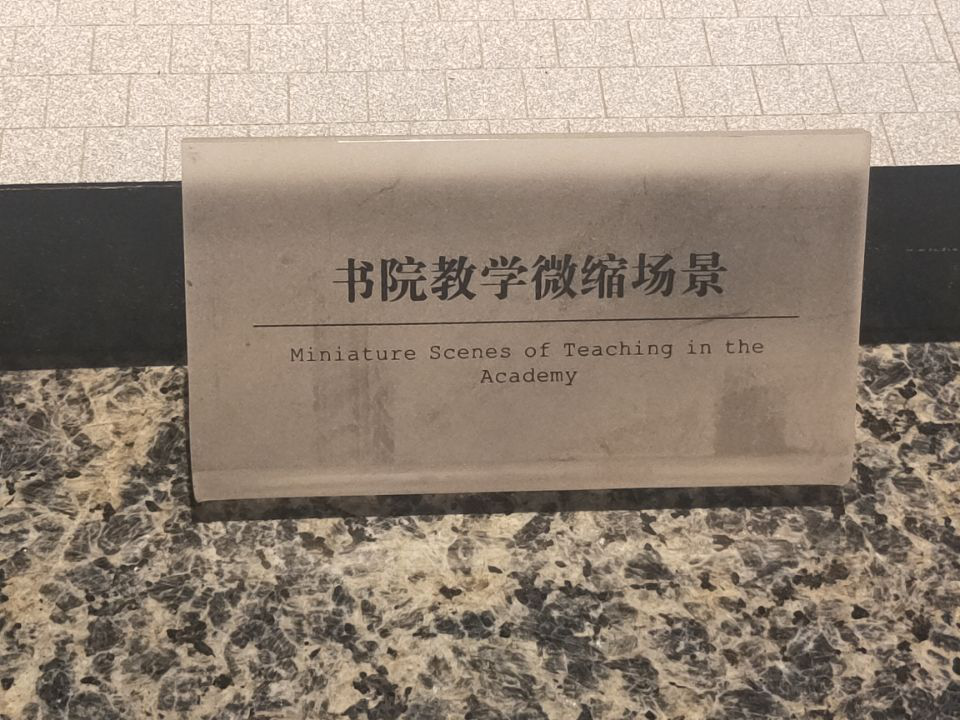 书院教学微缩场景
Miniature Scenes of Teaching in the
Academy